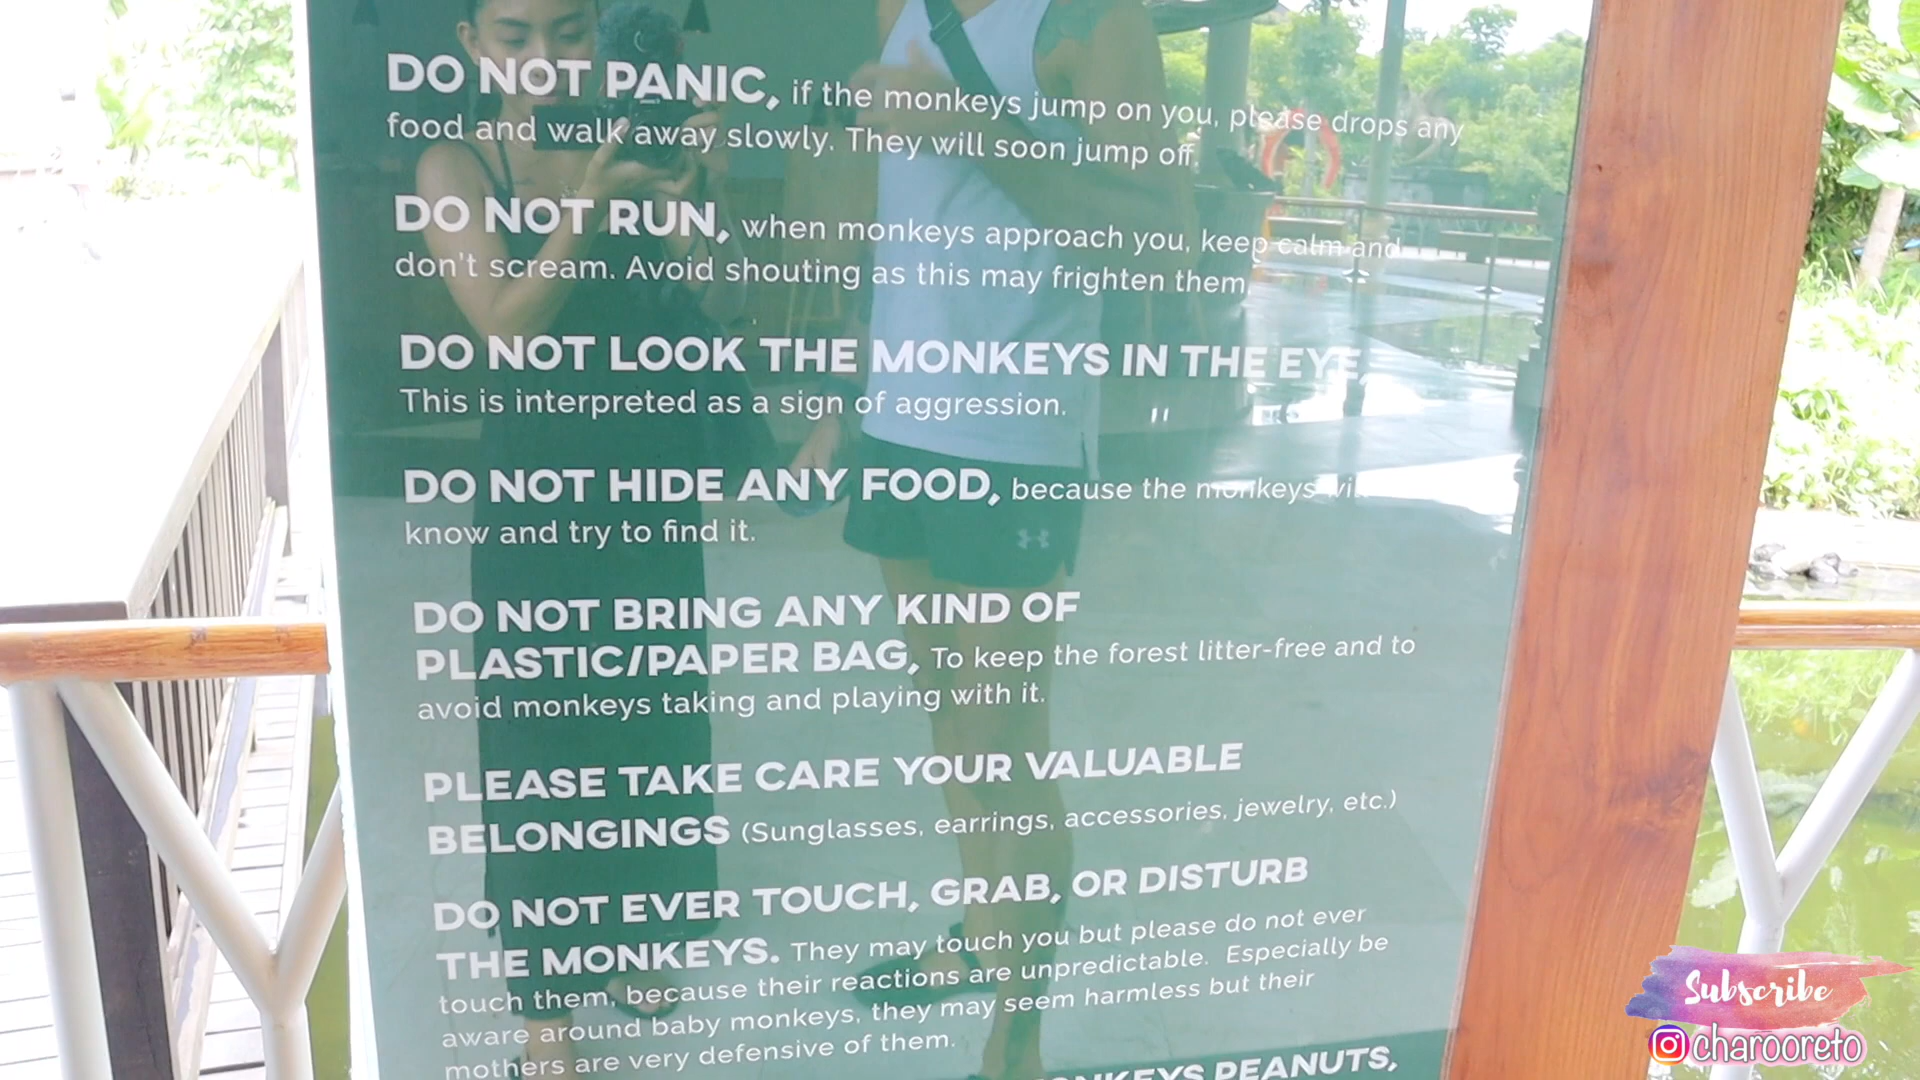 DO NOT PANIC, if the monkeys jump on you, please drops any
food and walk away slowly. They will soon jump off.
DO NOT RUN, when monkeys approach you, keep calm and
don't scream. Avoid shouting as this may frighten them.
DO NOT LOOK THE MONKEYS IN THE EYE,
This is interpreted as a sign of aggression.
DO NOT HIDE ANY FOOD, because the monkeys
know and try to find it.
DO NOT BRING ANY KIND OF
PLASTIC/PAPER BAG, To keep the forest litter-free and to
avoid monkeys taking and playing with it.
PLEASE TAKE CARE YOUR VALUABLE
BELONGINGS (Sunglasses, earrings, accessories, jewelry, etc.)
DO NOT EVER TOUCH, GRAB, OR DISTURB
THE MONKEYS. They may touch you but please do not ever
touch them, because their reactions are unpredictable. Especially be
aware around baby monkeys, they may seem harmless but their
mothers are very defensive of them.
PEANUTS,
Subscribe
charooreto